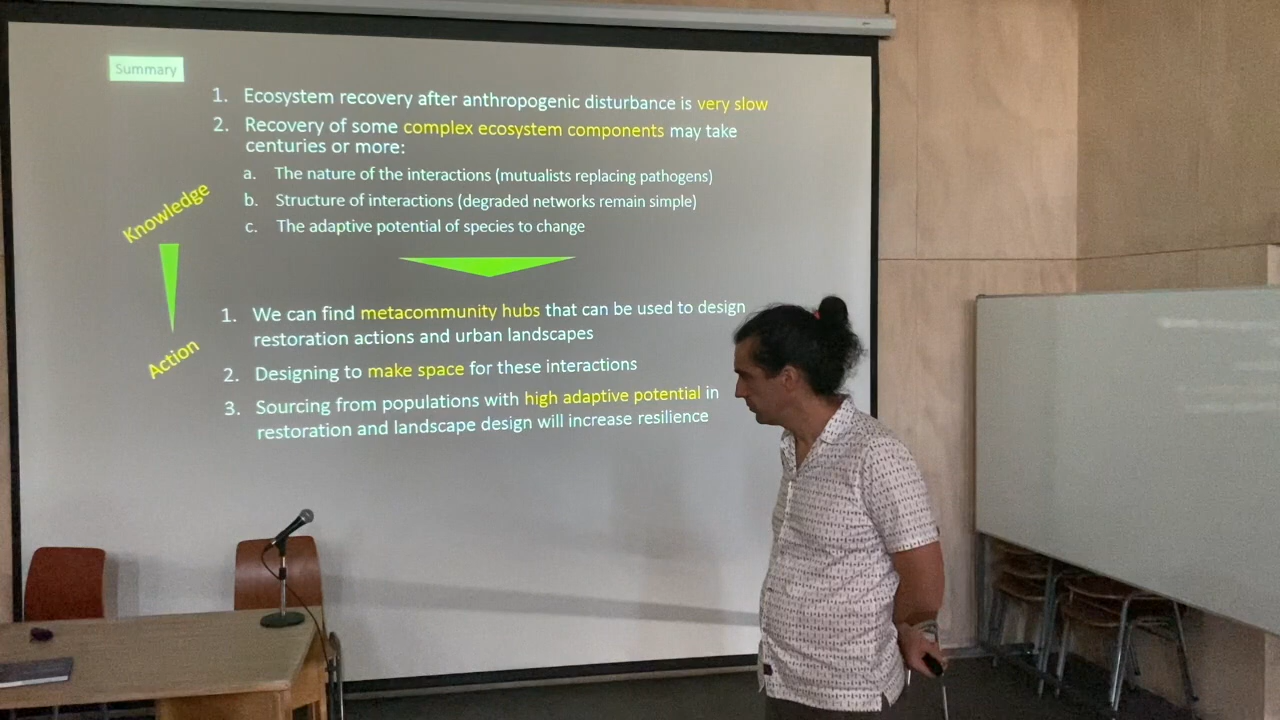 Summary
1. Ecosystem recovery after anthropogenic disturbance is very slow
2. Recovery of some complex ecosystem components may take
centuries or more:
a. The nature of the interactions (mutualists replacing pathogens)
b. Structure of interactions (degraded networks remain simple)
c. The adaptive potential of species to change
Knowledge
Action
1. We can find metacommunity hubs that can be used to design
restoration actions and urban landscapes
2. Designing to make space for these interactions
3. Sourcing from populations with high adaptive potential in
restoration and landscape design will increase resilience